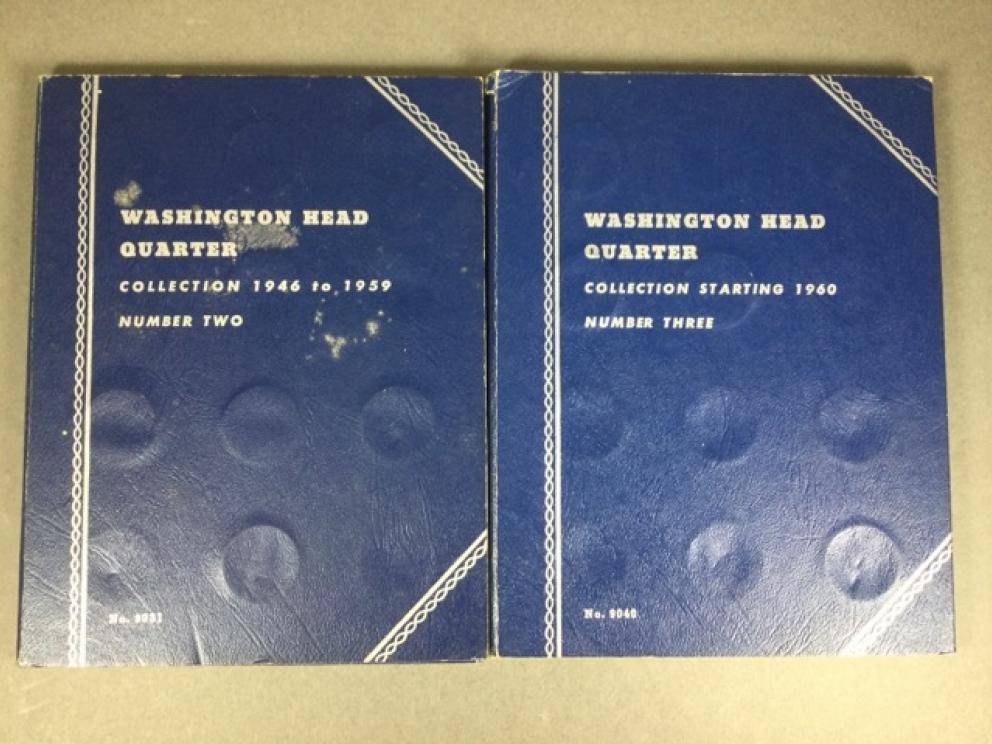 WASHINGTON HEAD
QUARTER
COLLECTION 1946 to 1959
NUMBER TWO
No. 9031
WASHINGTON HEAD
QUARTER
COLLECTION STARTING 1960
NUMBER THREE
No. 9040